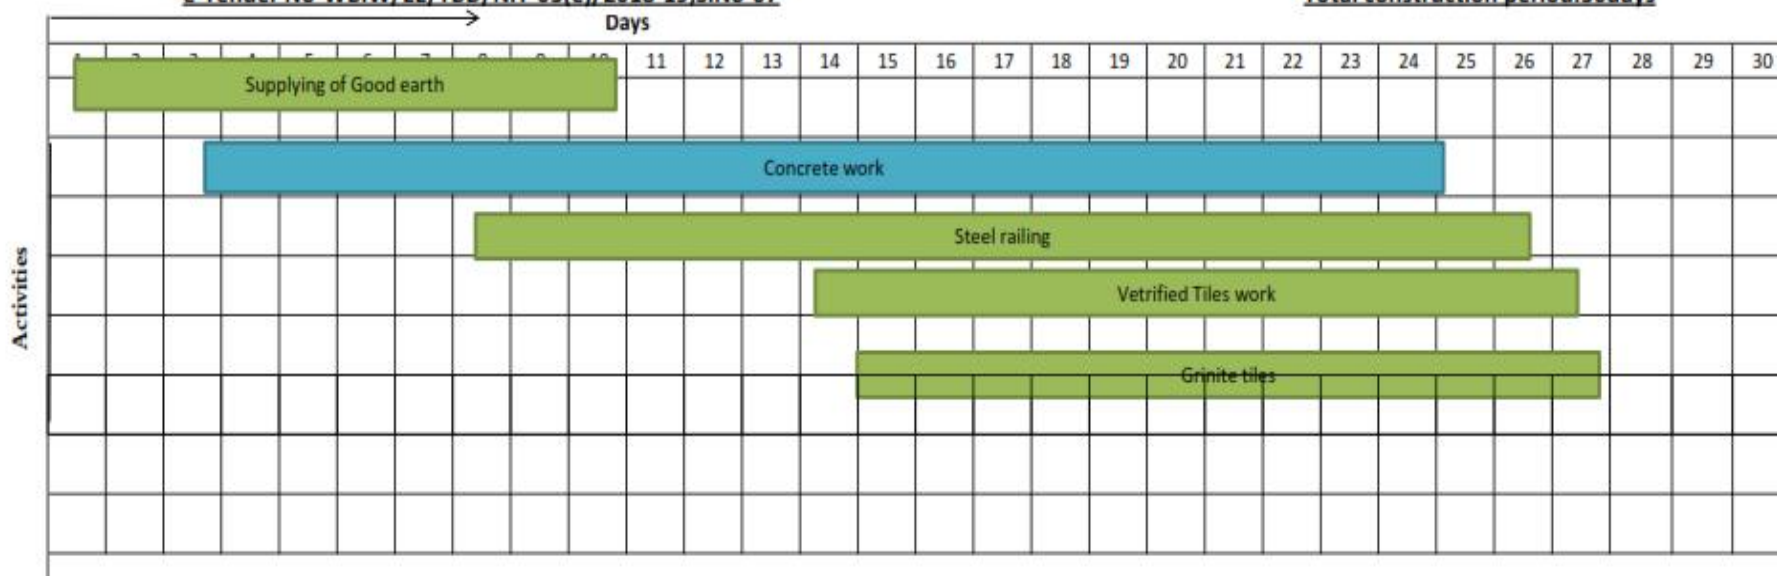 Days
11 12 13 14 15 16 17 18 19 20 21 22 23 24 25 26 27 28 29 30
Supplying of Good earth
Concrete work
Steel railing
Vetrified Tiles work
Grinite tiles
Activities